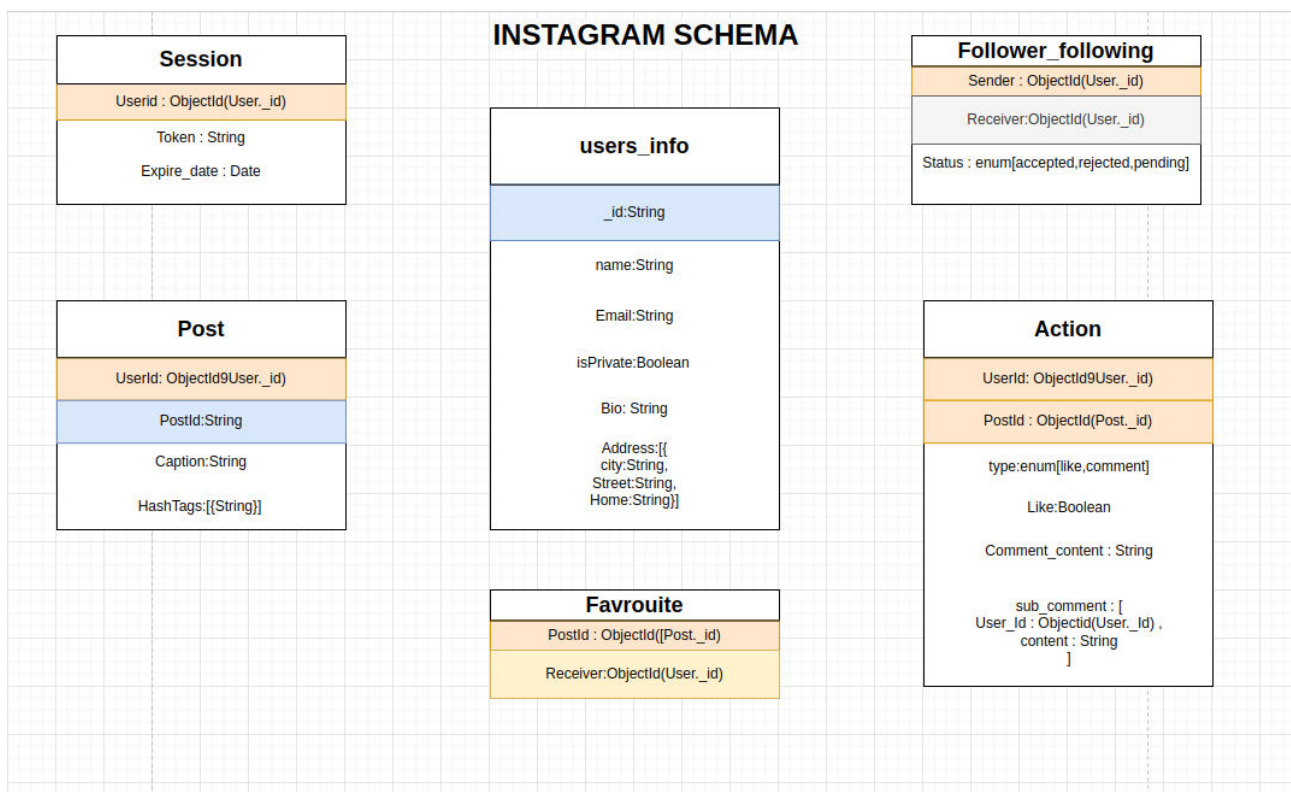 INSTAGRAM SCHEMA
Session
Userid : ObjectId(User._id)
Token : String
Expire_date : Date
users_info
_id:String
name:String
Email:String
isPrivate:Boolean
Bio: String
Address:[{
city:String,
Street:String,
Home:String}]
Follower_following
Sender : ObjectId(User._id)
Receiver:ObjectId(User._id)
Status : enum[accepted,rejected,pending]
Post
UserId: ObjectId9User._id)
PostId:String
Caption:String
HashTags:[{String}]
Favrouite
PostId : ObjectId([Post._id)
Receiver:ObjectId(User._id)
Action
UserId: ObjectId9User._id)
PostId : ObjectId(Post._id)
type:enum[like,comment]
Like:Boolean
Comment_content : String
sub_comment : [
User_Id : Objectid(User._Id) ,
content : String
]